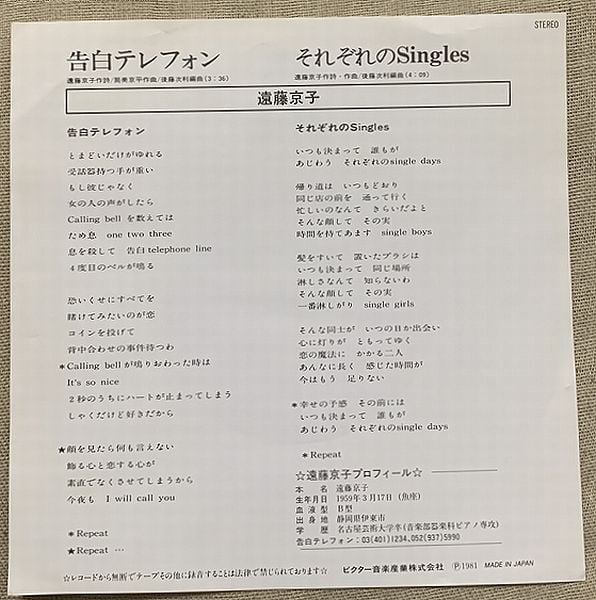 STEREO
告白テレフォン
遠藤京子作詩/筒美京平作曲/後藤次利編曲(3:36)
それぞれのSingles
遠藤京子作詩・作曲/後藤次利編曲(4:09)
遠藤京子
告白テレフォン
とまどいだけがゆれる
受話器持つ手が重い
もし彼じゃなく
女の人の声がしたら
Calling bell を数えては
ため息 one two three
息を殺して 告白telephone line
4度目のベルが鳴る
恐いくせにすべてを
賭けてみたいのが恋
コインを投げて
背中合わせの事件待つわ
*Calling bellが鳴りおわった時は
It's so nice
2秒のうちにハートが止まってしまう
しゃくだけど好きだから
★顔を見たら何も言えない
飾る心と恋する心が
素直でなくさせてしまうから
今夜も I will call you
*Repeat
★Repeat …
それぞれのSingles
いつも決まって 誰もが
あじわう それぞれのsingle days
帰り道は いつもどおり
同じ店の前を 通って行く
忙しいのなんて きらいだよと
そんな顔して その実
時間を持てあます single boys
髪をすいて 置いたブラシは
いつも決まって 同じ場所
淋しさなんて 知らないわ
そんな顔して その実
一番淋しがり single girls
そんな同士が いつの日か出会い
心に灯りが ともってゆく
恋の魔法に かかる二人
あんなに長く 感じた時間が
今はもう 足りない
*幸せの予感 その前には
いつも決まって 誰もが
あじわう それぞれのsingle days
*Repeat
☆遠藤京子プロフィール☆
本名 遠藤京子
生年月日 1959年3月17日(魚座)
血液型 B型
出身地 静岡県伊東市
学歴 名古屋芸術大学卒(音楽部器楽科ピアノ専攻)
告白テレフォン:03(401)1234、052(937)5990
☆レコードから無断でテープその他に録音することは法律で禁じられております☆
ビクター音楽産業株式会社 Ⓟ1981 MADE IN JAPAN